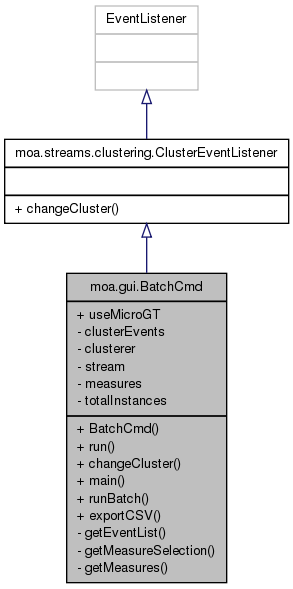 EventListener
moa.streams.clustering.ClusterEventListener
+ changeCluster()
moa.gui.BatchCmd
+ useMicroGT
- clusterEvents
- clusterer
- stream
- measures
- totalInstances
+ BatchCmd()
+ run()
+ changeCluster()
+ main()
+ runBatch()
+ exportCSV()
- getEventList()
- getMeasureSelection()
- getMeasures()